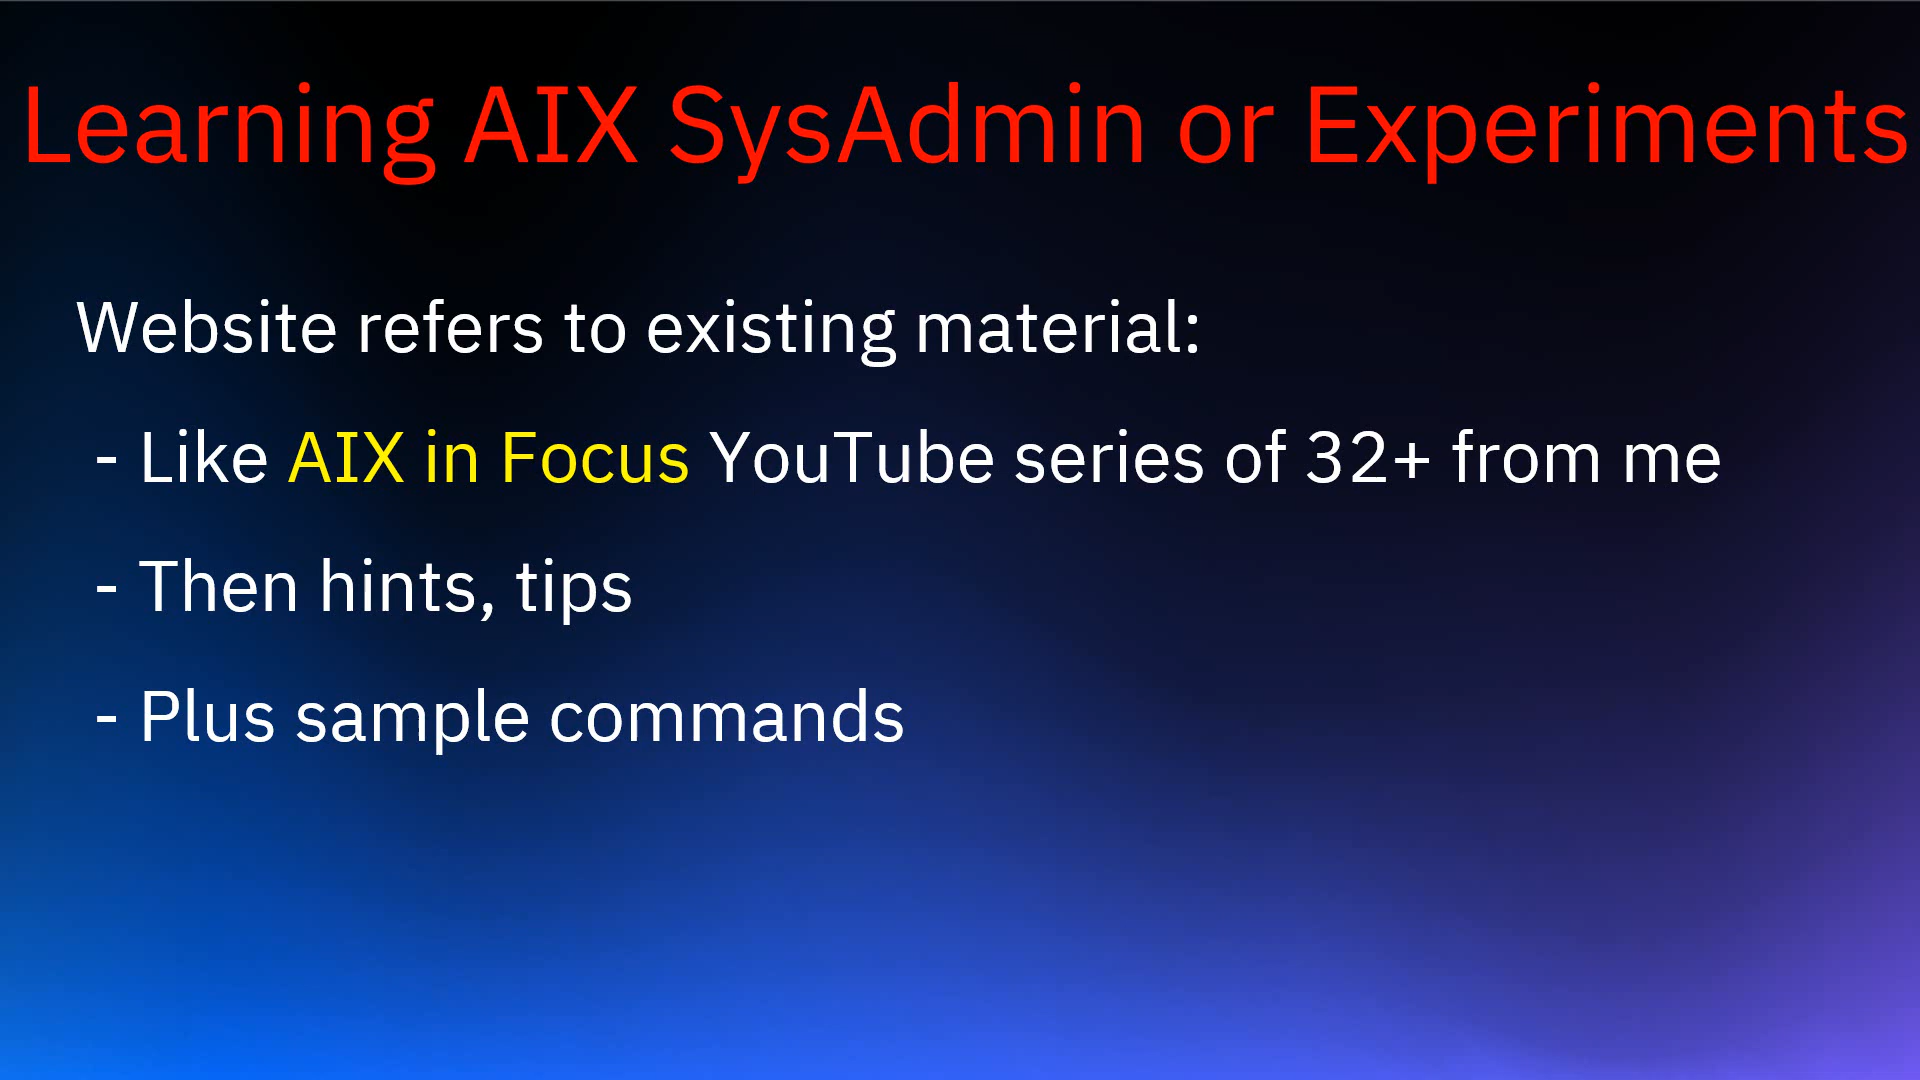 Learning AIX SysAdmin or Experiments
Website refers to existing material:
- Like AIX in Focus YouTube series of 32+ from me
- Then hints, tips
- Plus sample commands